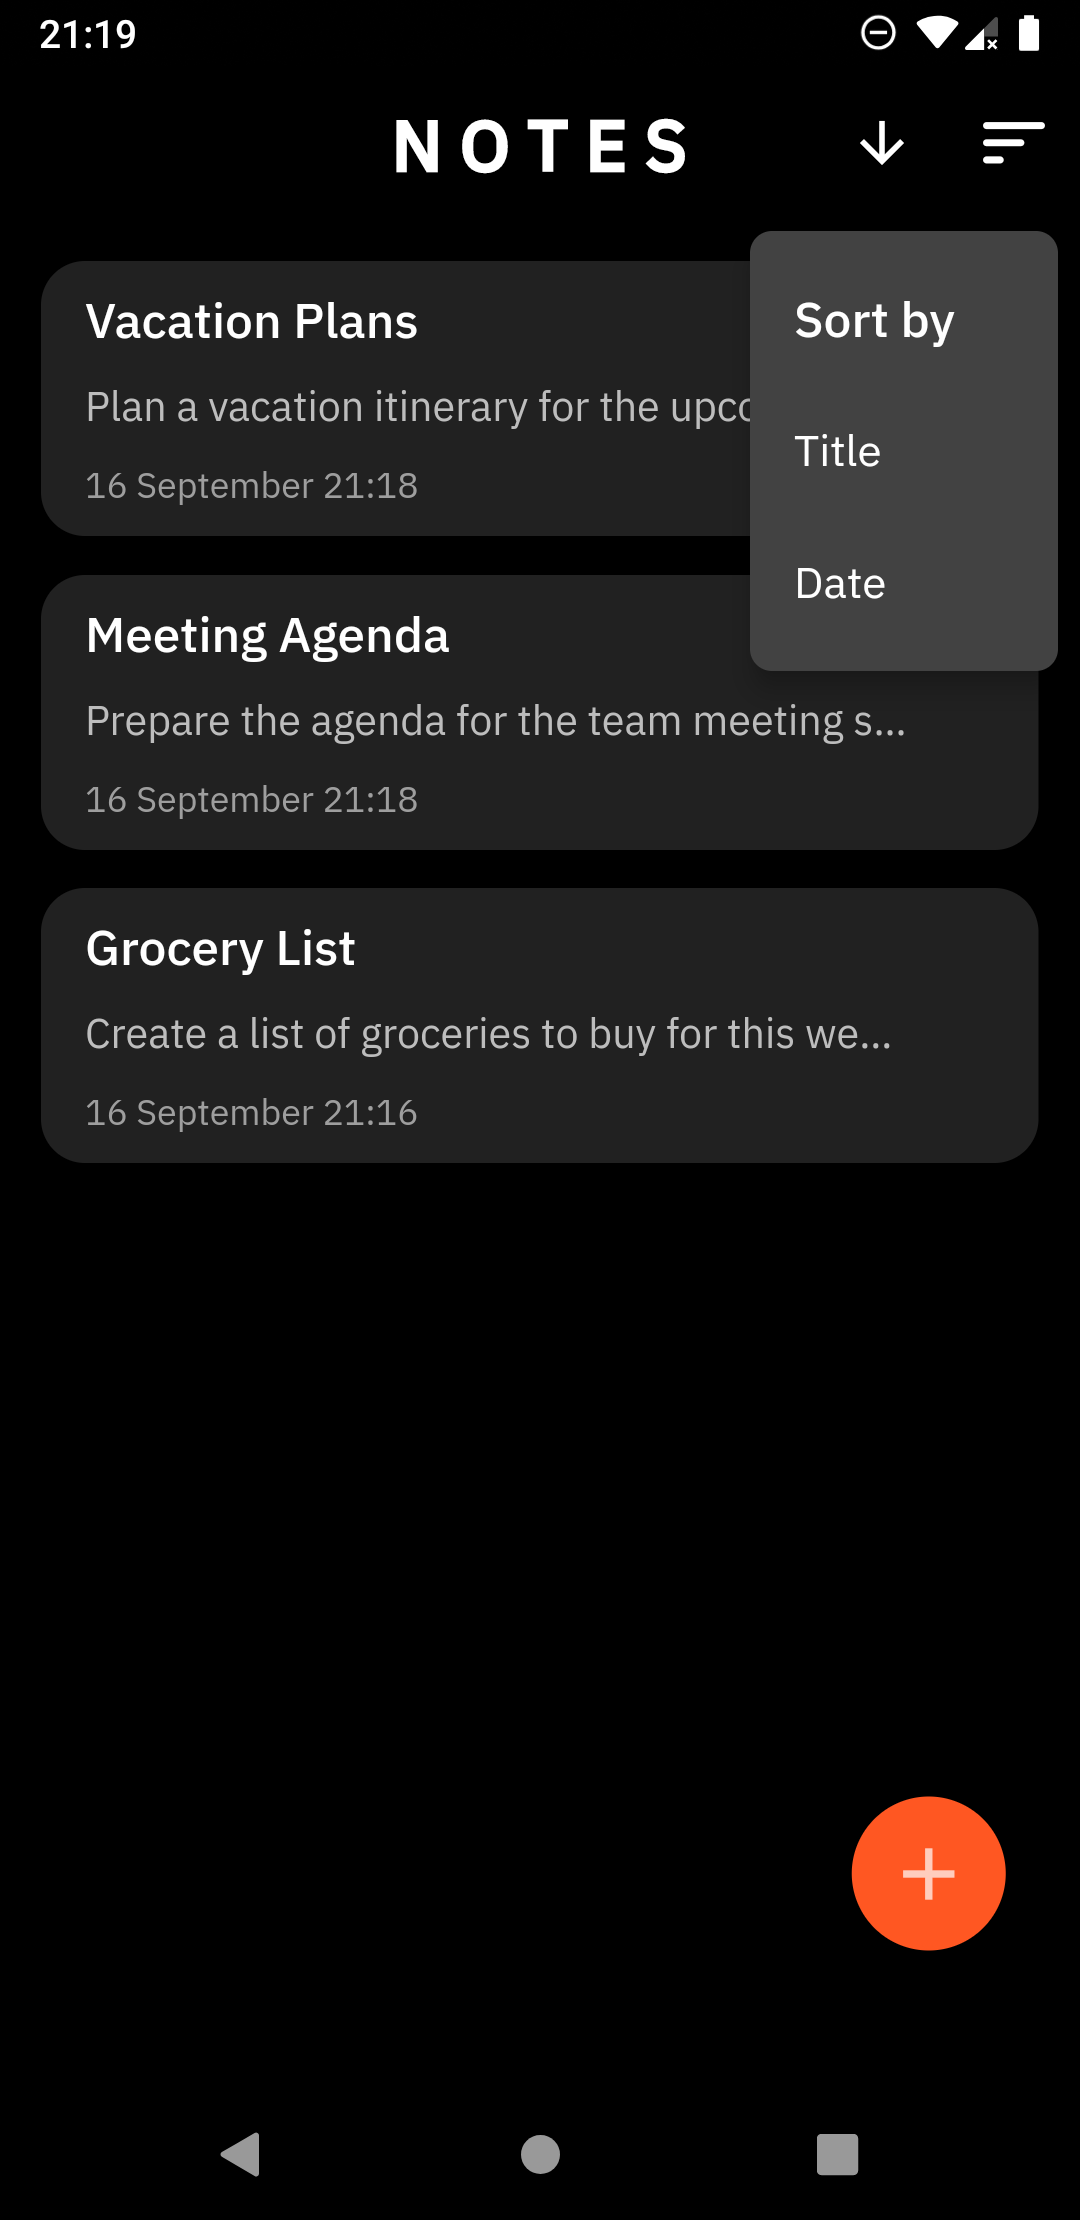 21:19
NOTES
Sort by
Title
Date
Vacation Plans
Plan a vacation itinerary for the
16 September 21:18
Meeting Agenda
Prepare the agenda for the team meeting s...
16 September 21:18
Grocery List
Create a list of groceries to buy for this we...
16 September 21:16